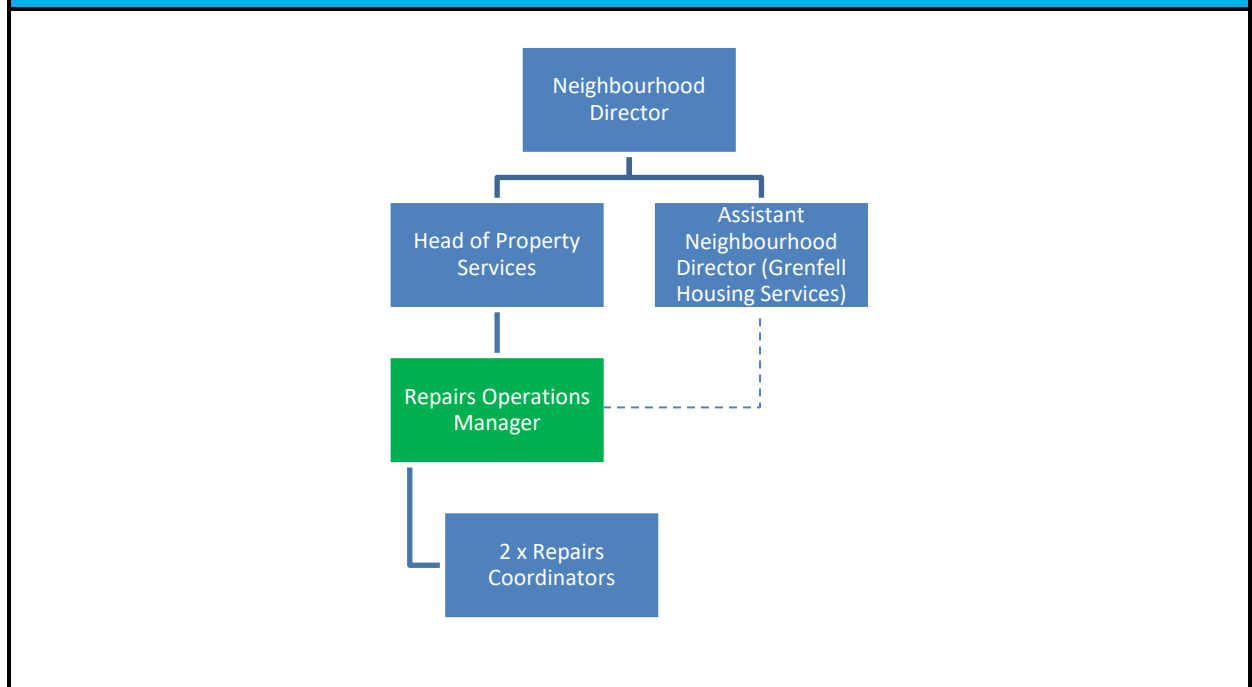 Neighbourhood
Director
Head of Property
Services
Assistant
Neighbourhood
Director (Grenfell
Housing Services)
Repairs Operations
Manager
2 x Repairs
Coordinators